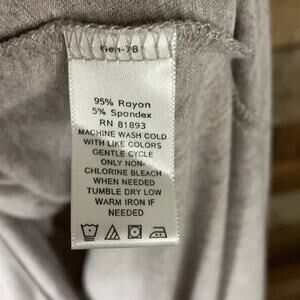 95% Rayon
5% Spandex
RN 81893
MACHINE WASH COLD
WITH LIKE COLORS
GENTLE CYCLE
ONLY NON-
CHLORINE BLEACH
WHEN NEEDED
TUMBLE DRY LOW
WARM IRON IF
NEEDED